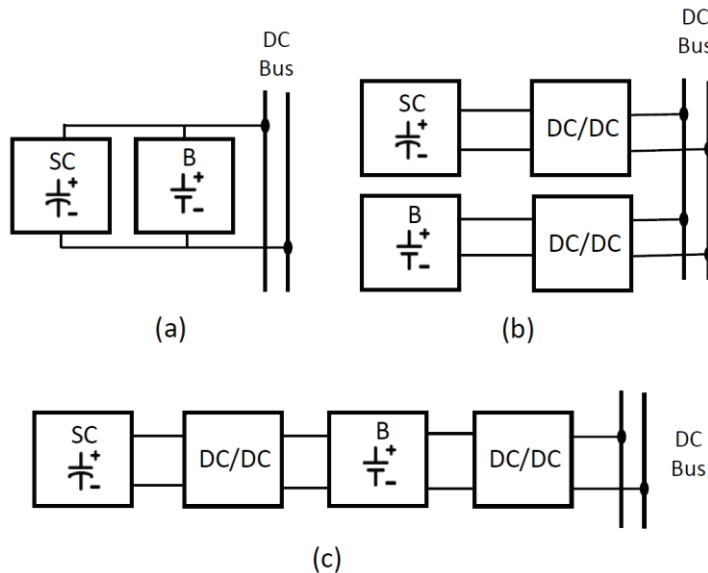 DC
Bus
SC
+
-
B
+
-
(a)
DC
Bus
SC
+
-
DC/DC
B
+
-
DC/DC
(b)
SC
+
-
DC/DC
B
+
-
DC/DC
DC
Bus
(c)